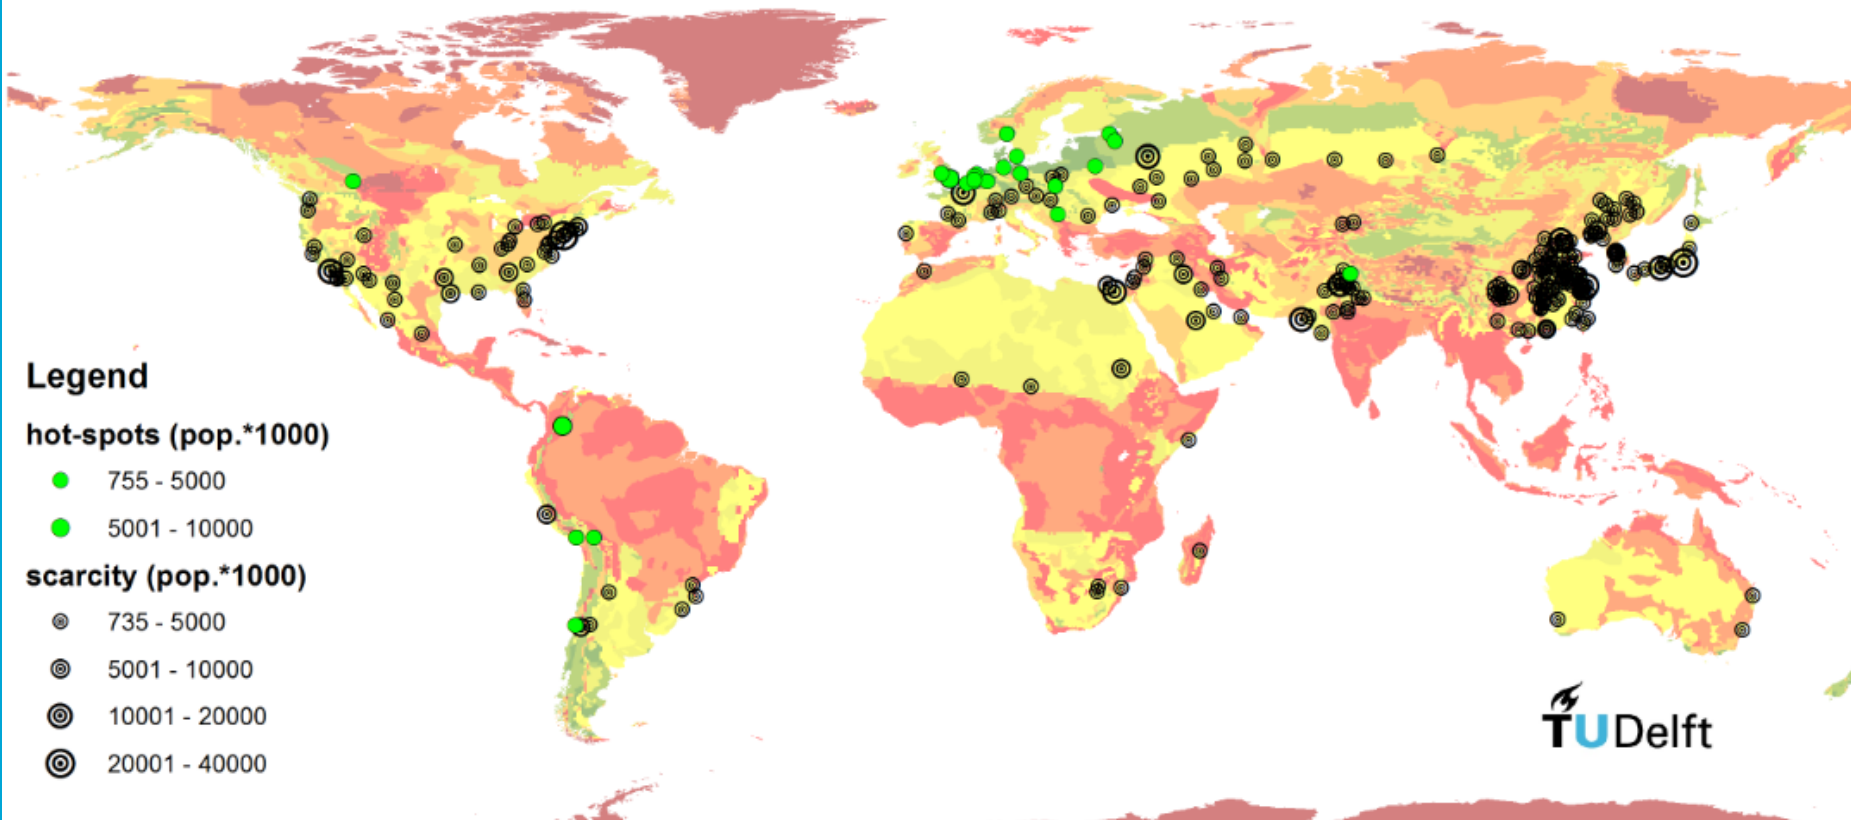 Legend
hot-spots (pop.*1000)
755 - 5000
5001 - 10000
scarcity (pop.*1000)
735 - 5000
5001 - 10000
10001 - 20000
20001 - 40000
TUDelft